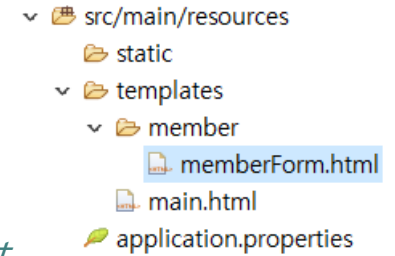 src/main/resources
static
templates
member
memberForm.html
main.html
application.properties